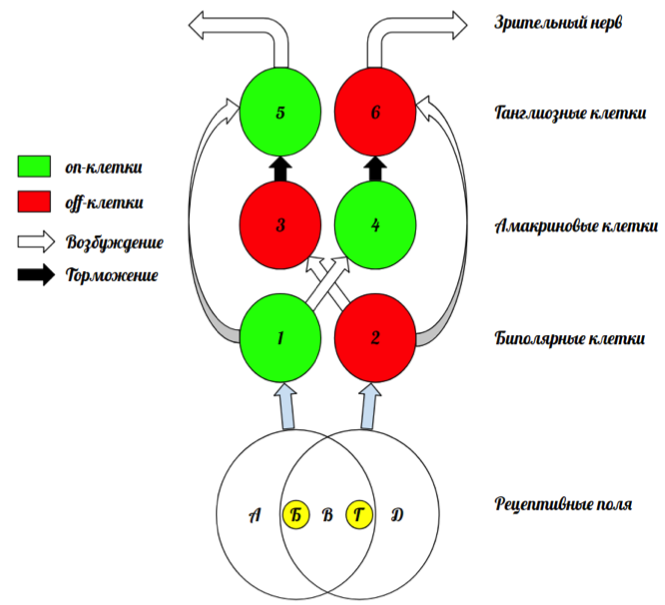 Зрительный нерв
5
6
Ганглиозные клетки
on-клетки
off-клетки
Возбуждение
Торможение
3
4
Амакриновые клетки
1
2
Биполярные клетки
А
Б
В
Г
Д
Рецептивные поля